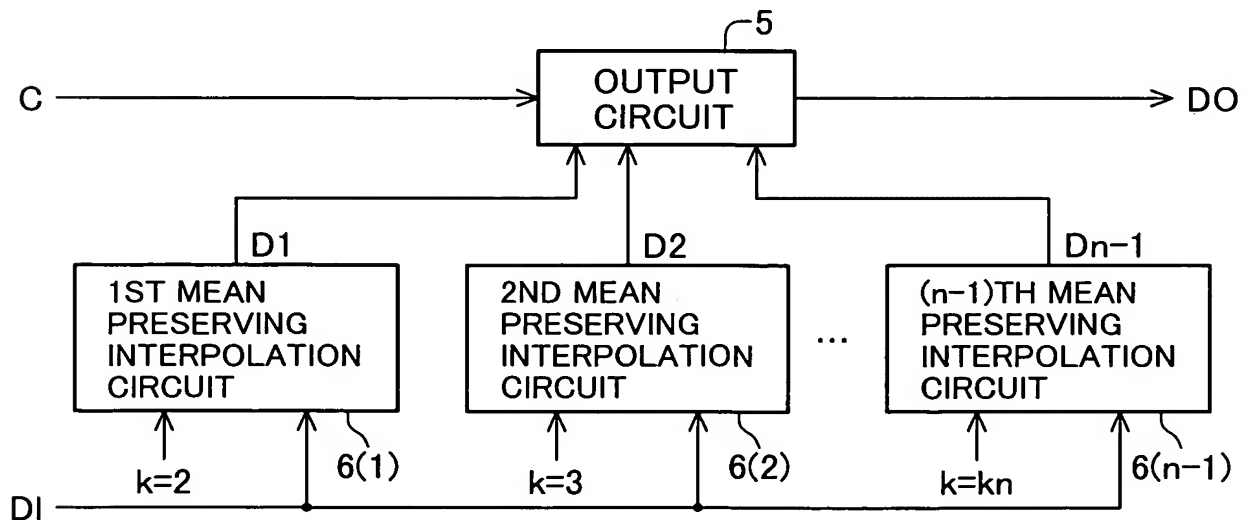 5
OUTPUT
CIRCUIT
C
DO
D1
D2
Dn-1
1ST MEAN
PRESERVING
INTERPOLATION
CIRCUIT
2ND MEAN
PRESERVING
INTERPOLATION
CIRCUIT
...
(n-1)TH MEAN
PRESERVING
INTERPOLATION
CIRCUIT
k=2
6(1)
k=3
6(2)
k=kn
6(n-1)
DI